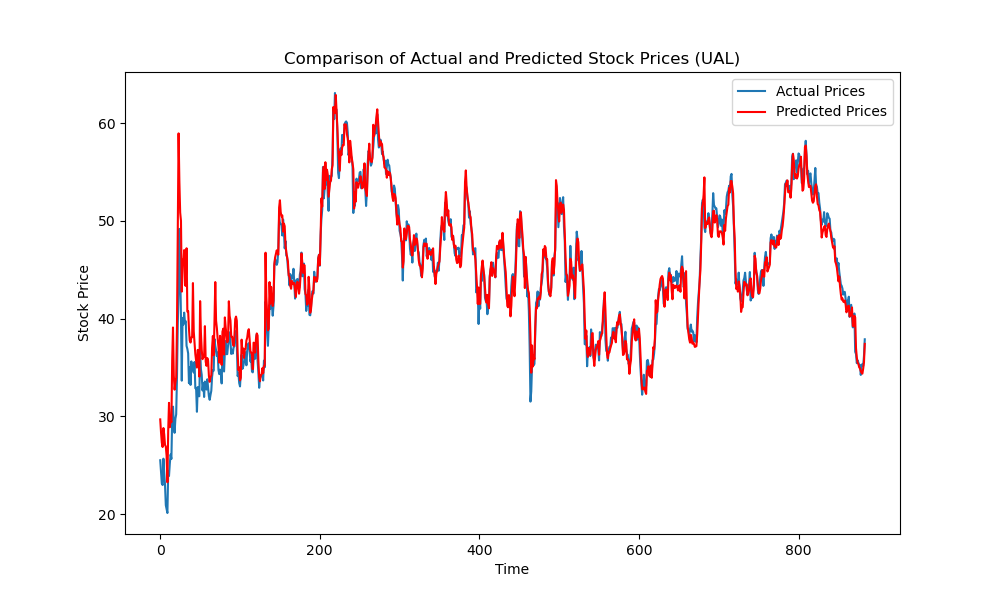 Comparison of Actual and Predicted Stock Prices (UAL)
Actual Prices
Predicted Prices
Stock Price
60
50
40
30
20
0 200 400 600 800
Time